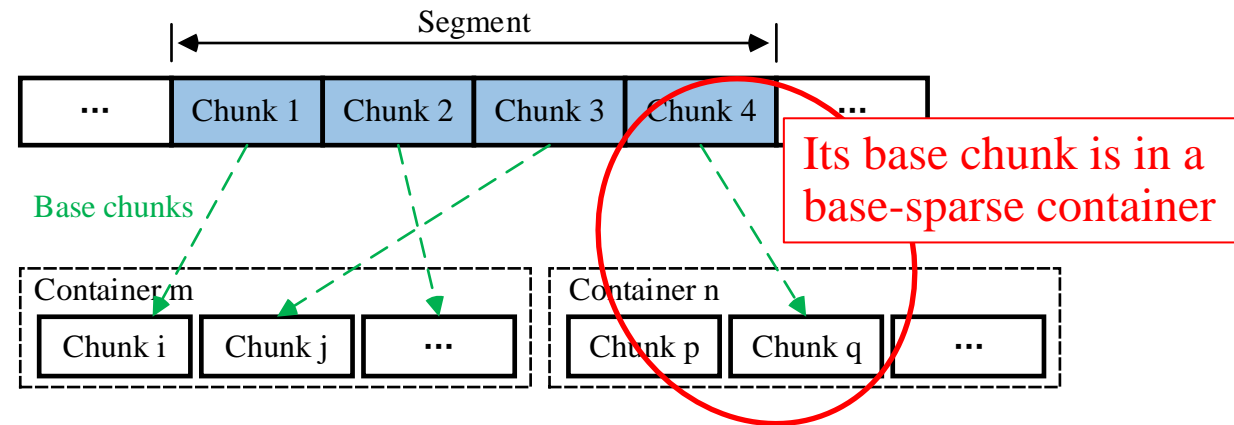 Segment
... Chunk 1 Chunk 2 Chunk 3 Chunk 4 ...
Its base chunk is in a
base-sparse container
Base chunks
Container m Container n
Chunk i Chunk j ... Chunk p Chunk q ...